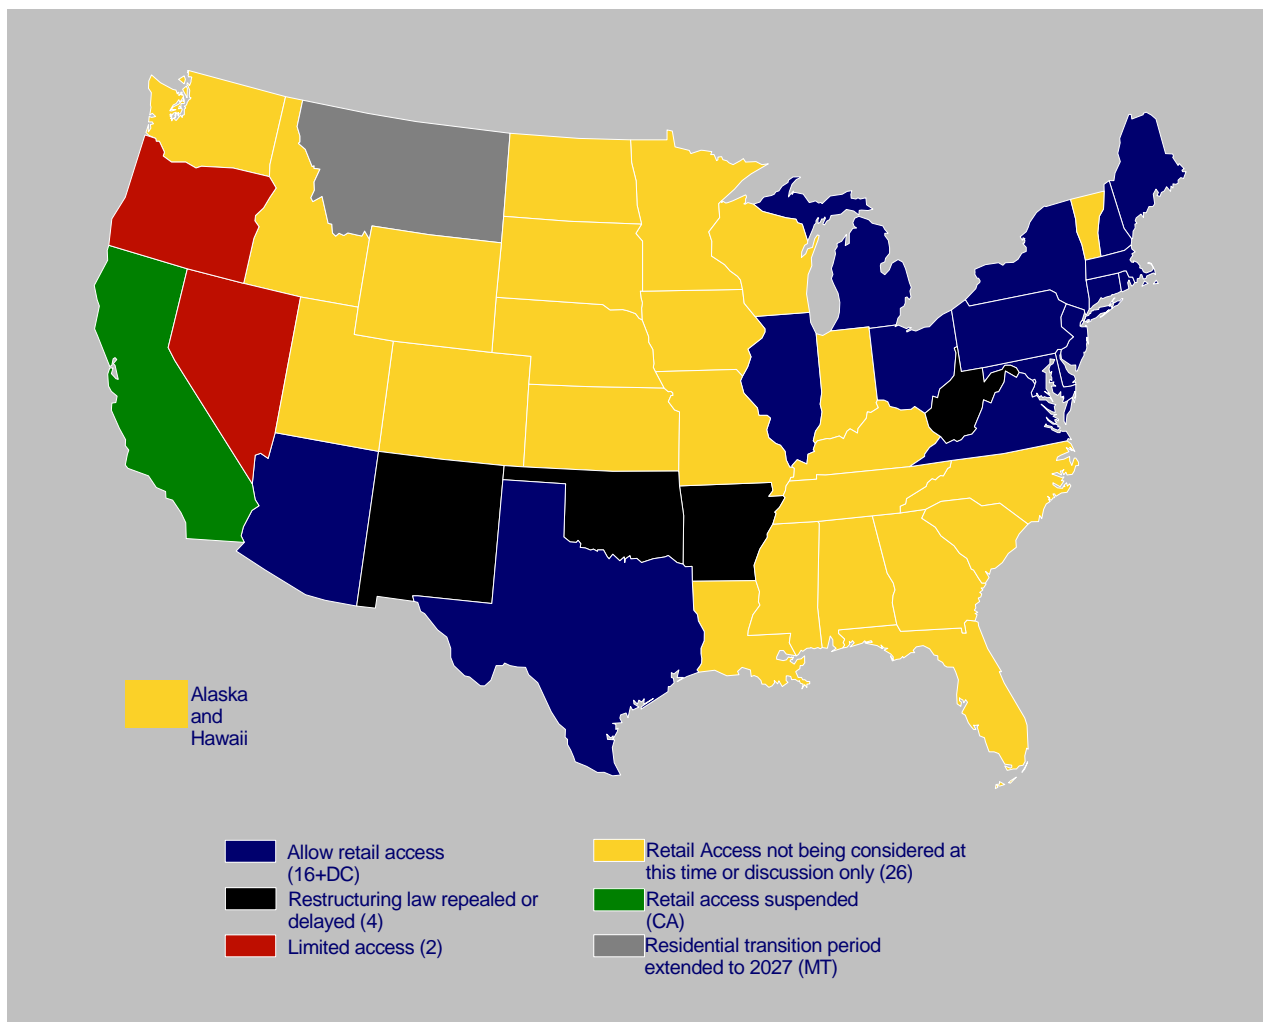 Alaska
and
Hawaii
Allow retail access
(16+DC)
Restructuring law repealed or
delayed (4)
Limited access (2)
Retail Access not being considered at
this time or discussion only (26)
Retail access suspended
(CA)
Residential transition period
extended to 2027 (MT)